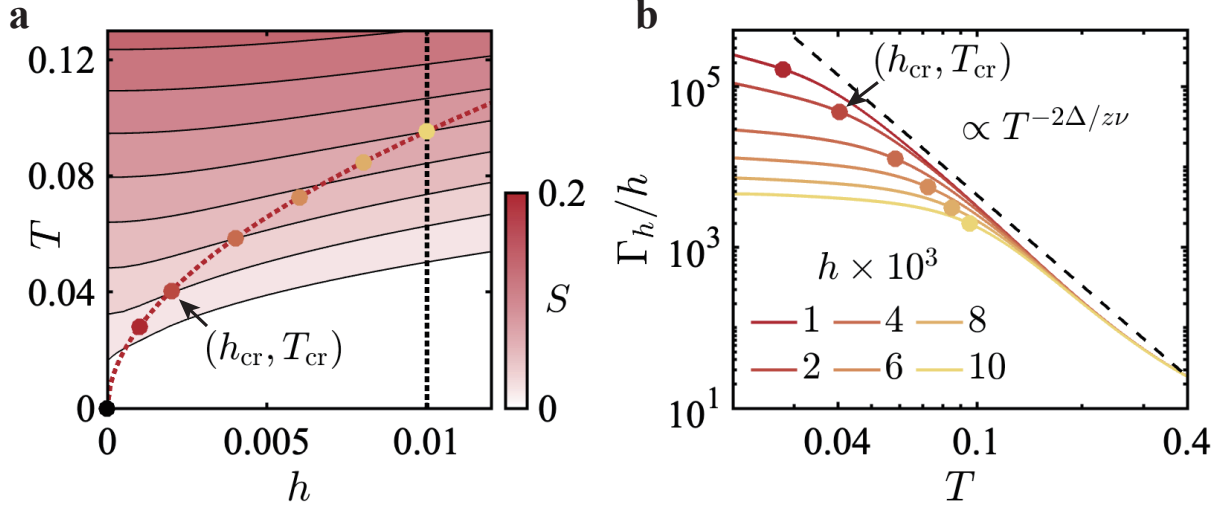 a
0.12
0.08
0.04
0
T
0
0.005
0.01
h
(h_cr, T_cr)
0.2
S
0
b
Γ_h/h
10^5
10^3
10^1
(h_cr, T_cr)
∝ T^{-2Δ/zν}
h × 10^3
1 4 8
2 6 10
0.04
0.1
0.4
T